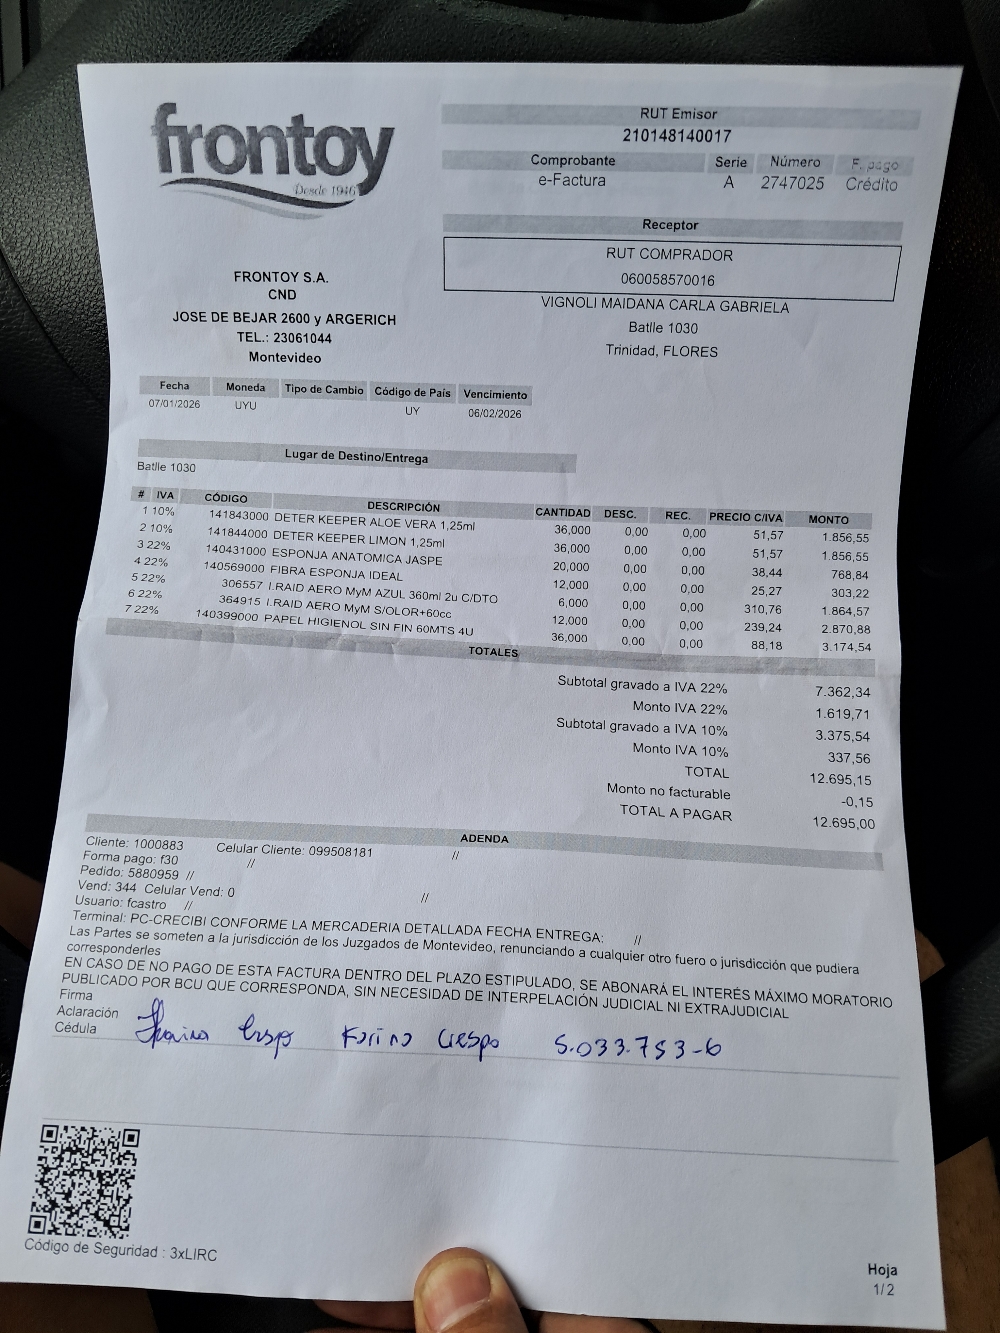 frontoy
Desde 1946
RUT Emisor
210148140017
Comprobante Serie Número F. pago
e-Factura A 2747025 Crédito
Receptor
RUT COMPRADOR
060058570016
VIGNOLI MAIDANA CARLA GABRIELA
Batlle 1030
Trinidad, FLORES
FRONTOY S.A.
CND
JOSE DE BEJAR 2600 y ARGERICH
TEL.: 23061044
Montevideo
Fecha Moneda Tipo de Cambio Código de País Vencimiento
07/01/2026 UYU UY 06/02/2026
Lugar de Destino/Entrega
Batlle 1030
# IVA CÓDIGO DESCRIPCIÓN CANTIDAD DESC. REC. PRECIO C/IVA MONTO
1 10% 141843000 DETER KEEPER ALOE VERA 1,25ml 36,000 0,00 0,00 51,57 1.856,55
2 10% 141844000 DETER KEEPER LIMON 1,25ml 36,000 0,00 0,00 51,57 1.856,55
3 22% 140431000 ESPONJA ANATOMICA JASPE 20,000 0,00 0,00 38,44 768,84
4 22% 140569000 FIBRA ESPONJA IDEAL 12,000 0,00 0,00 25,27 303,22
5 22% 306557 I.RAID AERO MyM AZUL 360ml 2u C/DTO 6,000 0,00 0,00 310,76 1.864,57
6 22% 364915 I.RAID AERO MyM S/OLOR+60cc 12,000 0,00 0,00 239,24 2.870,88
7 22% 140399000 PAPEL HIGIENOL SIN FIN 60MTS 4U 36,000 0,00 0,00 88,18 3.174,54
TOTALES
Subtotal gravado a IVA 22% 7.362,34
Monto IVA 22% 1.619,71
Subtotal gravado a IVA 10% 3.375,54
Monto IVA 10% 337,56
TOTAL 12.695,15
Monto no facturable -0,15
TOTAL A PAGAR 12.695,00
ADENDA
Cliente: 1000883 Celular Cliente: 099508181 //
Forma pago: f30 //
Pedido: 5880959 //
Vend: 344 Celular Vend: 0 //
Usuario: fcastro //
Terminal: PC-CRECIBI CONFORME LA MERCADERIA DETALLADA FECHA ENTREGA: //
Las Partes se someten a la jurisdicción de los Juzgados de Montevideo, renunciando a cualquier otro fuero o jurisdicción que pudiera
corresponderles
EN CASO DE NO PAGO DE ESTA FACTURA DENTRO DEL PLAZO ESTIPULADO, SE ABONARÁ EL INTERÉS MÁXIMO MORATORIO
PUBLICADO POR BCU QUE CORRESPONDA, SIN NECESIDAD DE INTERPELACIÓN JUDICIAL NI EXTRAJUDICIAL
Firma
Aclaración
Cédula
Karina Crespo 5.033.753-6
Código de Seguridad : 3xLIRC
Hoja
1/2